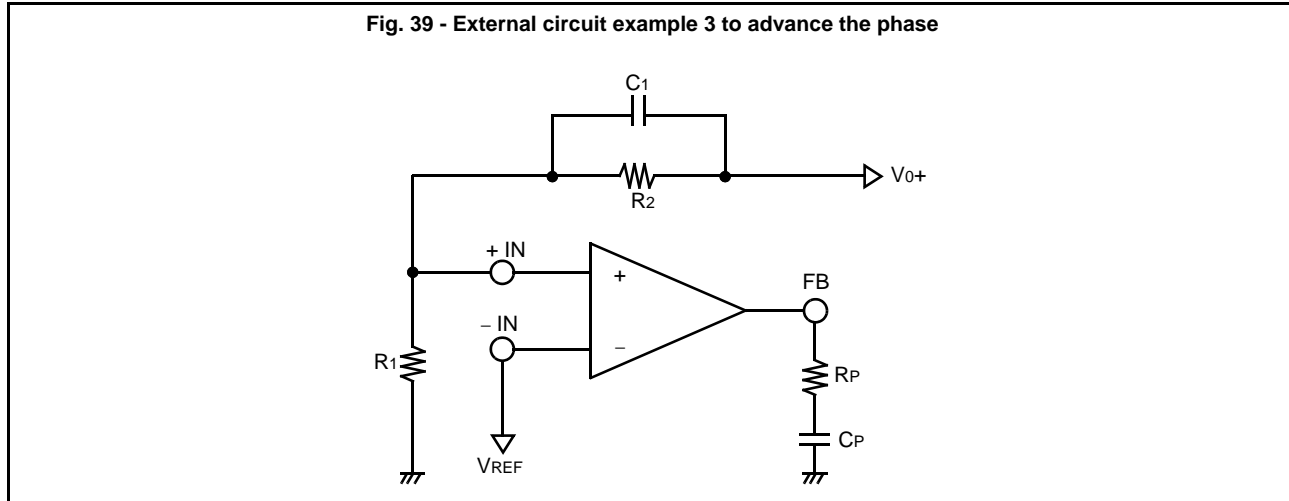 Fig. 39 - External circuit example 3 to advance the phase
C1
R2
V0+
+ IN
+
FB
− IN
−
R1
RP
CP
VREF